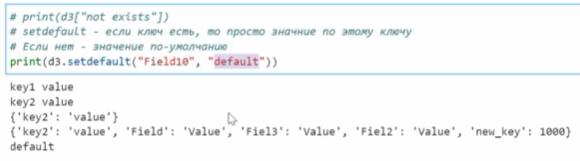 # print(d3["not exists"])
# setdefault - если ключ есть, то просто значние по этому ключу
# Если нет - значение по-умолчанию
print(d3.setdefault("Field10", "default"))
key1 value
key2 value
{'key2': 'value'}
{'key2': 'value', 'Field': 'Value', 'Fiel3': 'Value', 'Fiel2': 'Value', 'new_key': 1000}
default